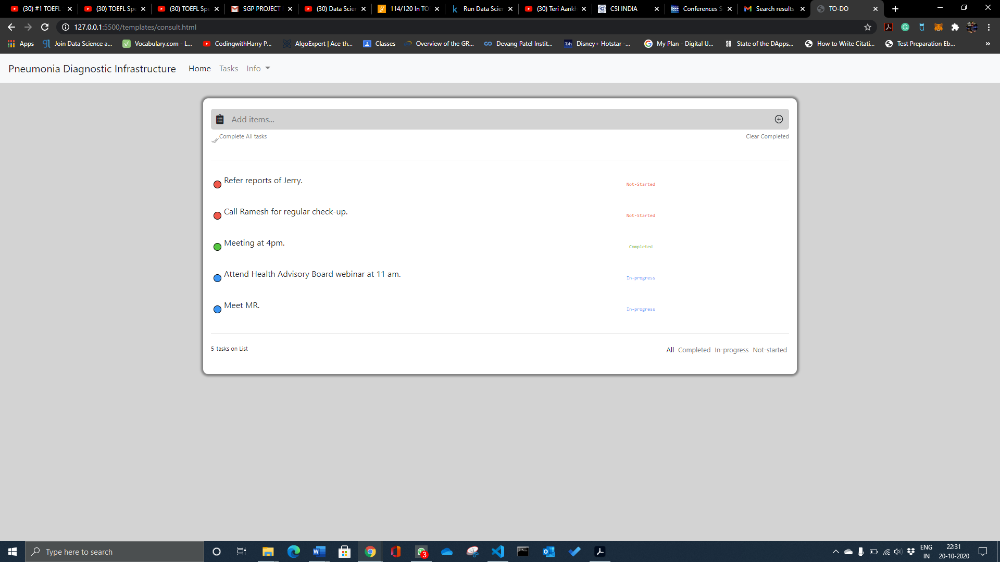 (30) #1 TOEFL
(30) TOEFL Spe
(30) TOEFL Spe
SGP PROJECT
(30) Data Scien
114/120 In TO
Run Data Scien
(30) Teri Aankh
CSI INDIA
IEEE Conferences S
Search results
TO-DO
127.0.0.1:5500/templates/consult.html
Apps
Join Data Science a...
Vocabulary.com - L...
CodingwithHarry P...
AlgoExpert | Ace th...
Classes
Overview of the GR...
Devang Patel Instit...
Disney+ Hotstar -...
My Plan - Digital U...
State of the DApps...
How to Write Citati...
Test Preparation Eb...
»
Pneumonia Diagnostic Infrastructure Home Tasks Info
Add items...
Complete All tasks Clear Completed
Refer reports of Jerry. Not-Started
Call Ramesh for regular check-up. Not-Started
Meeting at 4pm. Completed
Attend Health Advisory Board webinar at 11 am. In-progress
Meet MR. In-progress
5 tasks on List All Completed In-progress Not-started
Type here to search
3
ENG
IN
22:31
20-10-2020